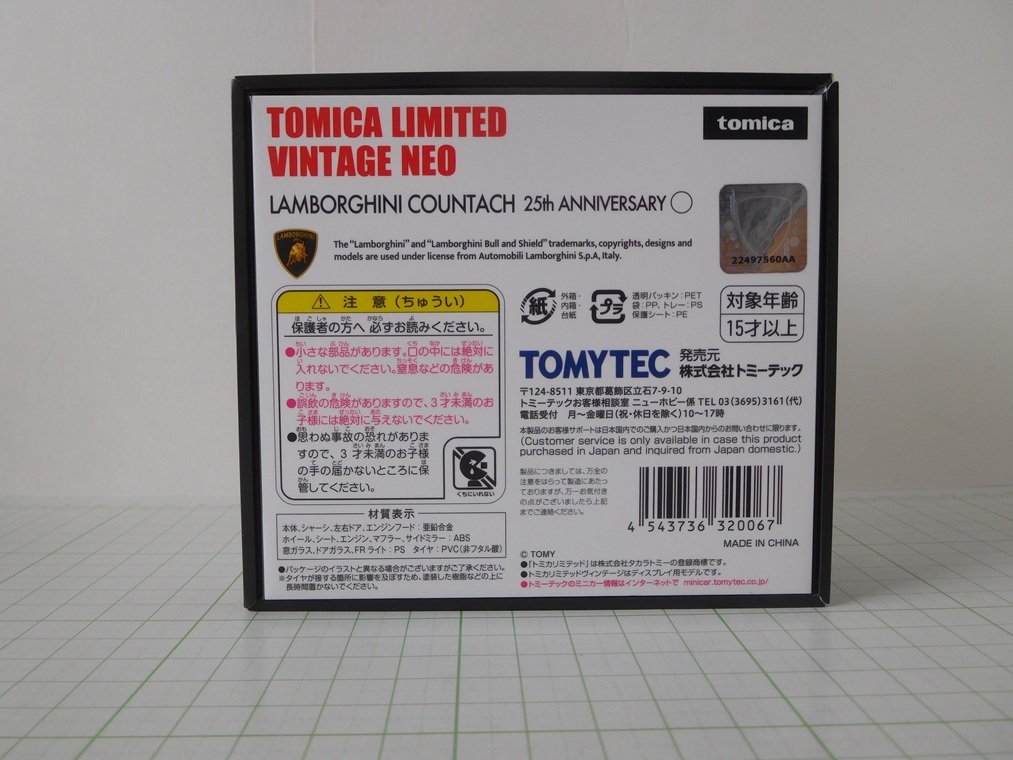 TOMICA LIMITED
VINTAGE NEO
tomica
LAMBORGHINI COUNTACH 25th ANNIVERSARY ○
22497560AA
LAMBORGHINI
The “Lamborghini” and “Lamborghini Bull and Shield” trademarks, copyrights, designs and
models are used under license from Automobili Lamborghini S.p.A, Italy.
注 意 (ちゅうい)
保護者の方へ 必ずお読みください。
●小さな部品があります。口の中には絶対に
入れないでください。窒息などの危険があ
ります。
●誤飲の危険がありますので、3才未満のお
子様には絶対に与えないでください。
●思わぬ事故の恐れがありま
すので、3 才未満のお子様
の手の届かないところに保
管してください。
くちにいれない
材質表示
本体、シャーシ、左右ドア、エンジンフード：亜鉛合金
ホイール、シート、エンジン、マフラー、サイドミラー：ABS
窓ガラス、ドアガラス、FRライト：PS タイヤ：PVC(非フタル酸)
●パッケージのイラストと異なる場合がございますがご了承ください。
※タイヤが接する箇所に影響を及ぼすため、塗装した樹脂などの上に
長時間置かないでください。
紙
外箱・
内箱・
台紙
プラ
透明パッキン：PET
袋：PP、トレー：PS
保護シート：PE
対象年齢
15才以上
TOMYTEC 発売元
株式会社トミーテック
〒124-8511 東京都葛飾区立石7-9-10
トミーテックお客様相談室 ニューホビー係 TEL 03(3695)3161(代)
電話受付 月〜金曜日(祝・休日を除く)10〜17時
本製品のお客様サポートは日本国内でのご購入かつ日本国内からのお問い合わせに限ります。
(Customer service is only available in case this product
purchased in Japan and inquired from Japan domestic.)
製品につきましては、万全の
注意をはらって製造にあたっ
ておりますが、万一お気付き
の点がございましたら上記
までご連絡ください。
4 543736 320067
MADE IN CHINA
© TOMY
●「トミカリミテッド」は株式会社タカラトミーの登録商標です。
●トミカリミテッドヴィンテージはディスプレイ用モデルです。
●トミーテックのミニカー情報はインターネットで minicar.tomytec.co.jp/